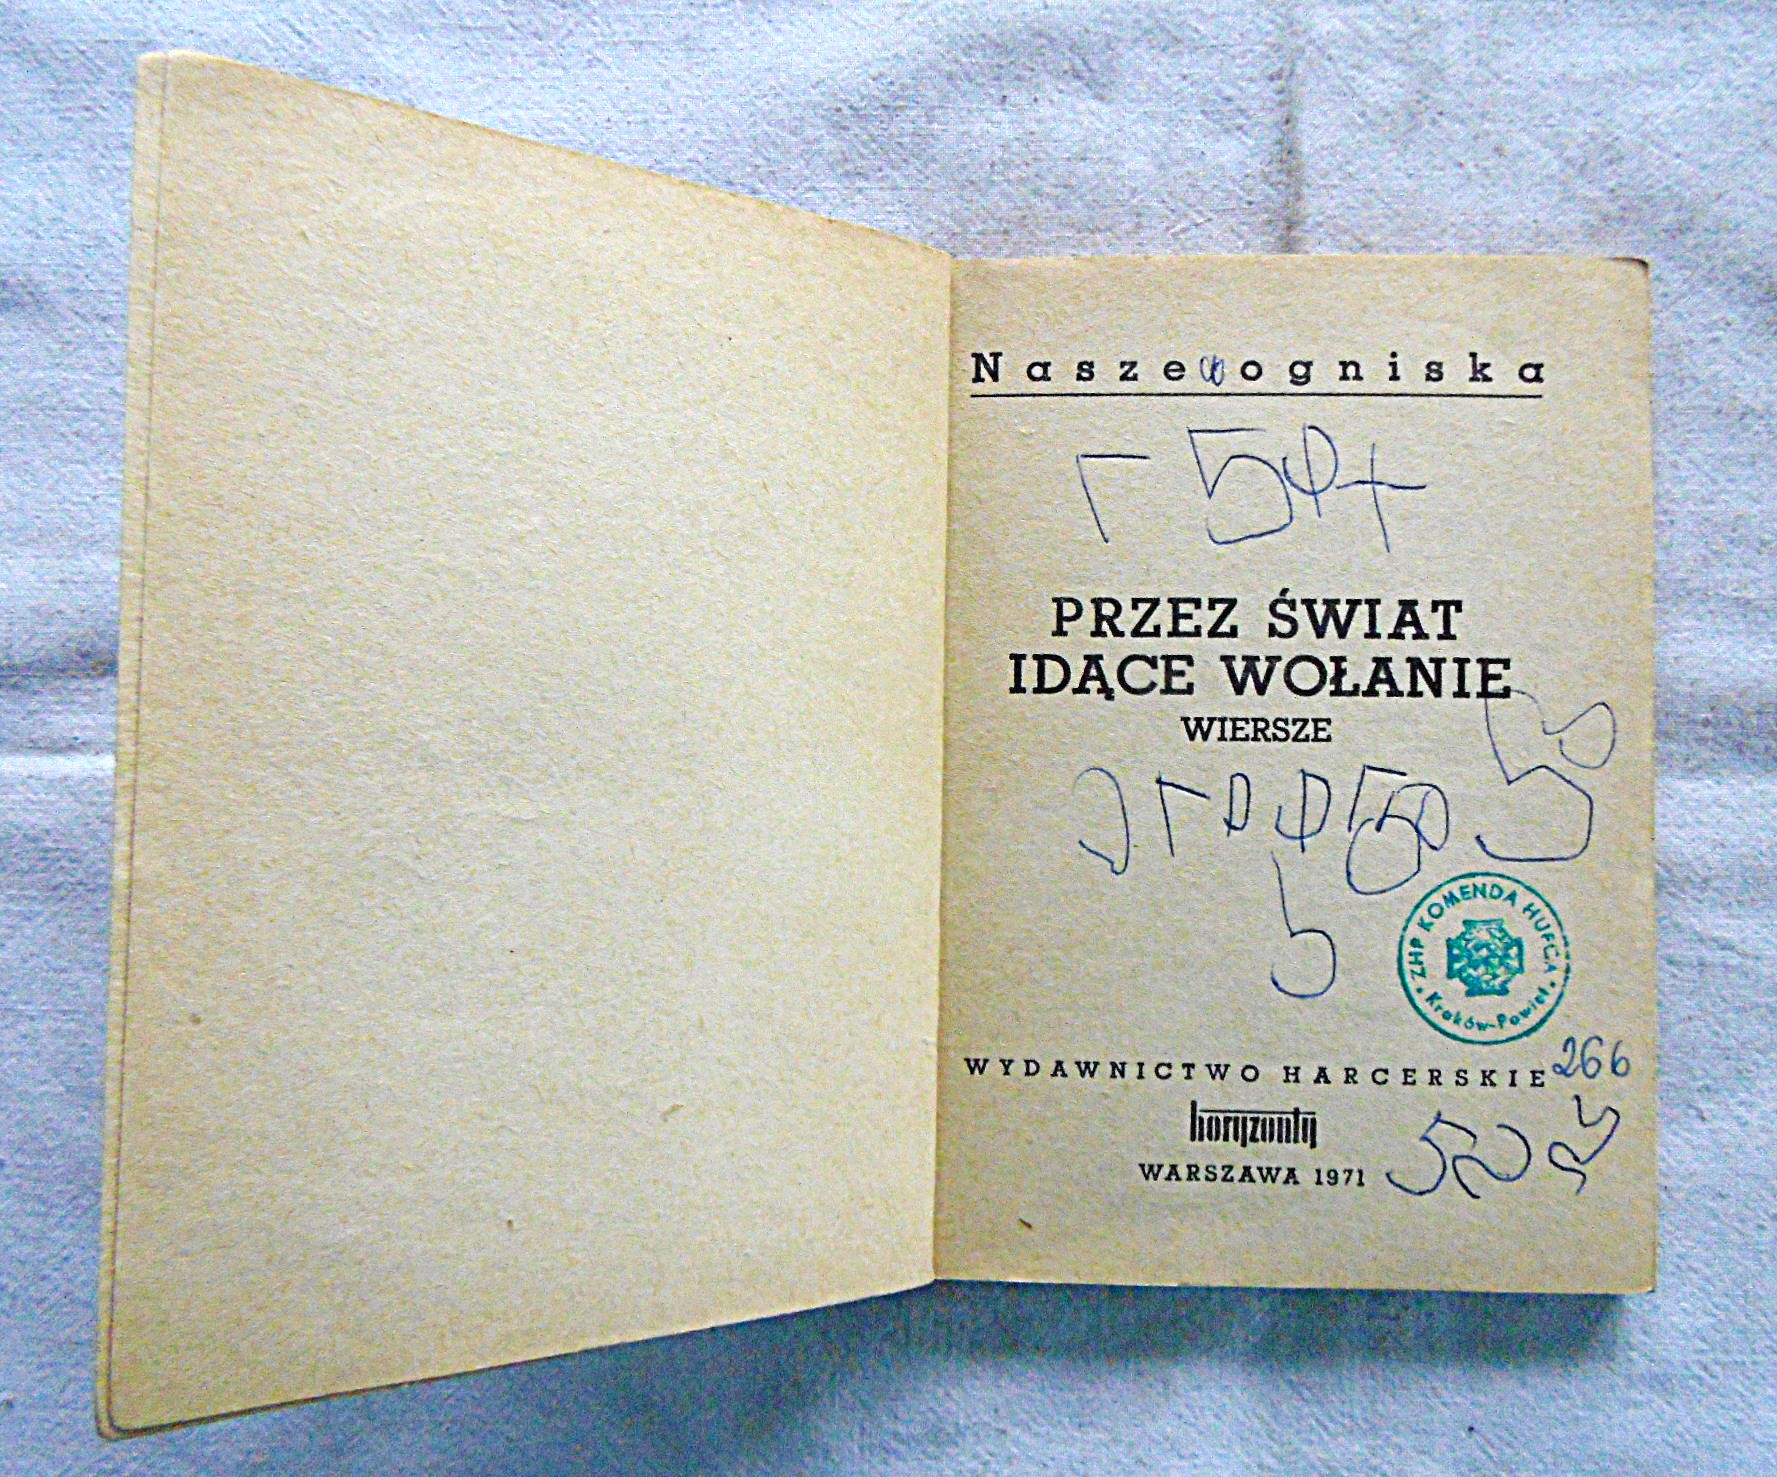 Nasze ogniska
PRZEZ ŚWIAT
IDĄCE WOŁANIE
WIERSZE
ZHP KOMENDA HUFCA
Kraków-Powiat
WYDAWNICTWO HARCERSKIE
266
horyzonty
WARSZAWA 1971